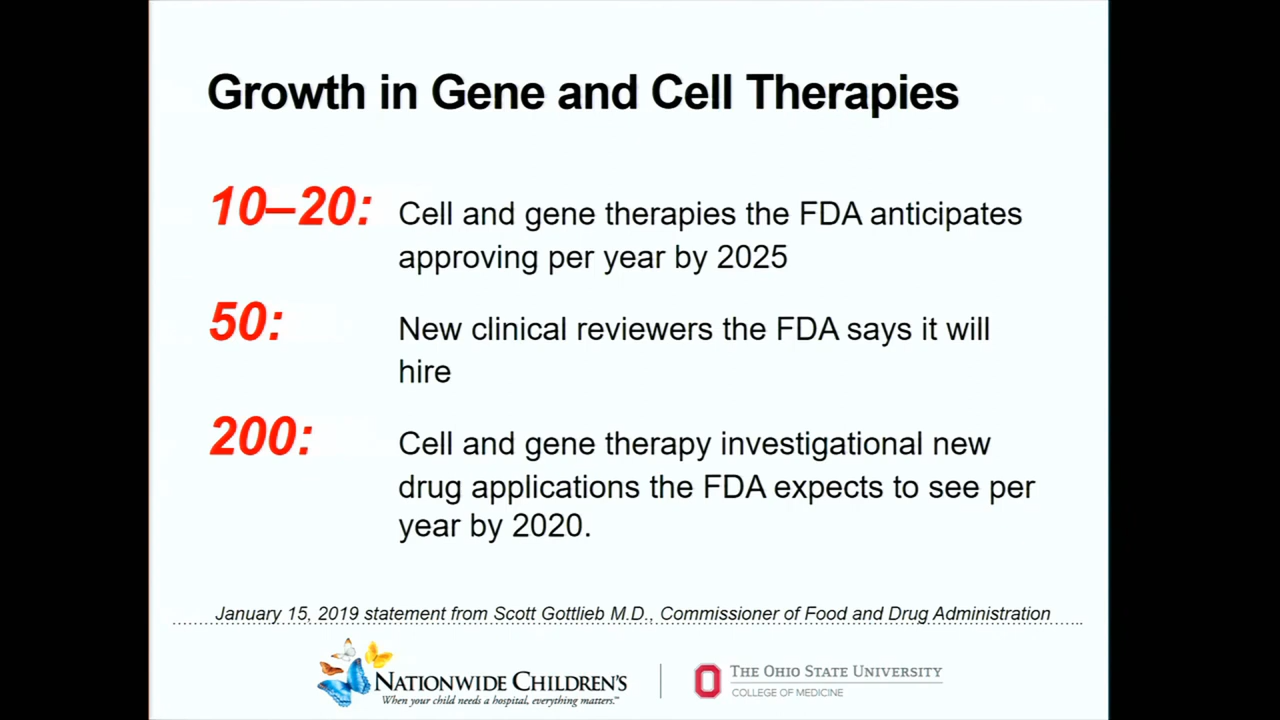 Growth in Gene and Cell Therapies
10–20: Cell and gene therapies the FDA anticipates
approving per year by 2025
50: New clinical reviewers the FDA says it will
hire
200: Cell and gene therapy investigational new
drug applications the FDA expects to see per
year by 2020.
January 15, 2019 statement from Scott Gottlieb M.D., Commissioner of Food and Drug Administration
NATIONWIDE CHILDREN'S
When your child needs a hospital, everything matters.™
THE OHIO STATE UNIVERSITY
COLLEGE OF MEDICINE